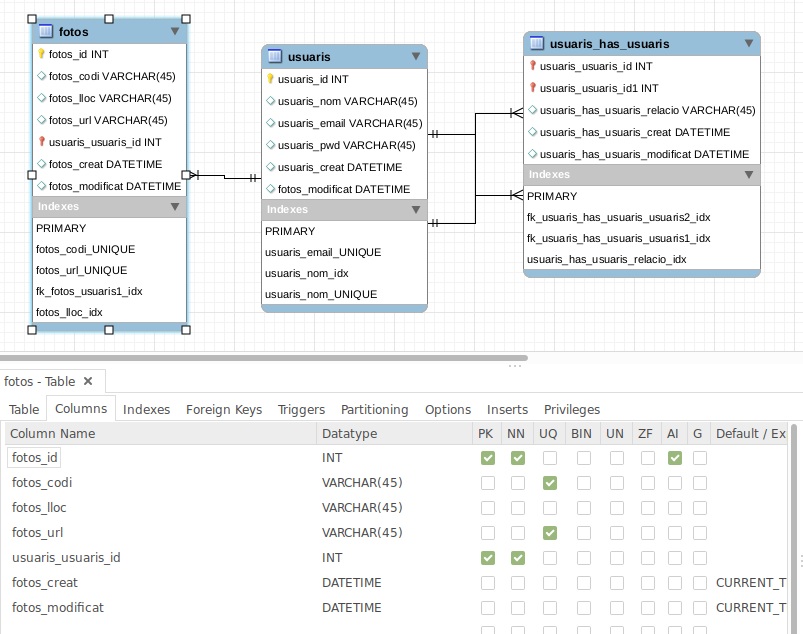 fotos
fotos_id INT
fotos_codi VARCHAR(45)
fotos_lloc VARCHAR(45)
fotos_url VARCHAR(45)
usuaris_usuaris_id INT
fotos_creat DATETIME
fotos_modificat DATETIME
Indexes
PRIMARY
fotos_codi_UNIQUE
fotos_url_UNIQUE
fk_fotos_usuaris1_idx
fotos_lloc_idx
usuaris
usuaris_id INT
usuaris_nom VARCHAR(45)
usuaris_email VARCHAR(45)
usuaris_pwd VARCHAR(45)
usuaris_creat DATETIME
fotos_modificat DATETIME
Indexes
PRIMARY
usuaris_email_UNIQUE
usuaris_nom_idx
usuaris_nom_UNIQUE
usuaris_has_usuaris
usuaris_usuaris_id INT
usuaris_usuaris_id1 INT
usuaris_has_usuaris_relacio VARCHAR(45)
usuaris_has_usuaris_creat DATETIME
usuaris_has_usuaris_modificat DATETIME
Indexes
PRIMARY
fk_usuaris_has_usuaris_usuaris2_idx
fk_usuaris_has_usuaris_usuaris1_idx
usuaris_has_usuaris_relacio_idx
fotos - Table
Table Columns Indexes Foreign Keys Triggers Partitioning Options Inserts Privileges
Column Name Datatype PK NN UQ BIN UN ZF AI G Default / Ex
fotos_id INT
fotos_codi VARCHAR(45)
fotos_lloc VARCHAR(45)
fotos_url VARCHAR(45)
usuaris_usuaris_id INT
fotos_creat DATETIME CURRENT_T
fotos_modificat DATETIME CURRENT_T